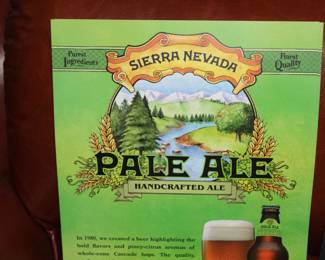 Purest
Ingredients
Finest
Quality
SIERRA NEVADA
PALE ALE
HANDCRAFTED ALE
In 1980, we created a beer highlighting the
bold flavors and piney-citrus aromas of
whole-cone Cascade hops. The quality,